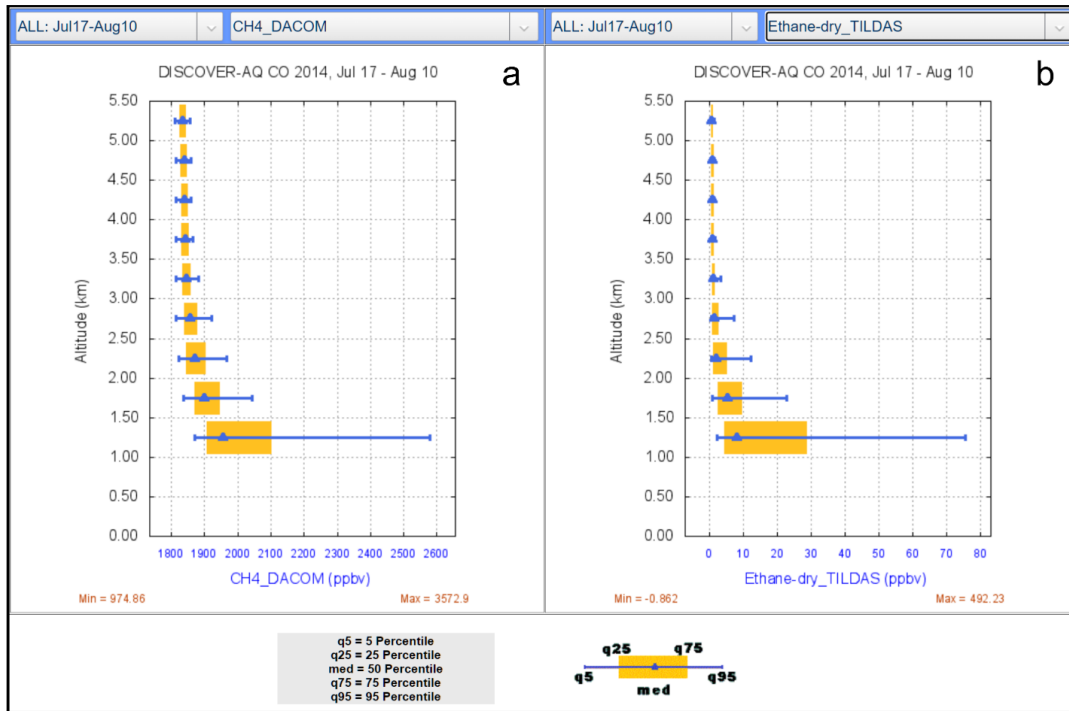 ALL: Jul17-Aug10 CH4_DACOM ALL: Jul17-Aug10 Ethane-dry_TILDAS
DISCOVER-AQ CO 2014, Jul 17 - Aug 10 a
5.50
5.00
4.50
4.00
3.50
3.00
2.50
2.00
1.50
1.00
0.50
0.00
Altitude (km)
1800 1900 2000 2100 2200 2300 2400 2500 2600
CH4_DACOM (ppbv)
Min = 974.86 Max = 3572.9
DISCOVER-AQ CO 2014, Jul 17 - Aug 10 b
5.50
5.00
4.50
4.00
3.50
3.00
2.50
2.00
1.50
1.00
0.50
0.00
Altitude (km)
0 10 20 30 40 50 60 70 80
Ethane-dry_TILDAS (ppbv)
Min = -0.862 Max = 492.23
q5 = 5 Percentile
q25 = 25 Percentile
med = 50 Percentile
q75 = 75 Percentile
q95 = 95 Percentile
q25 q75
q5 q95
med